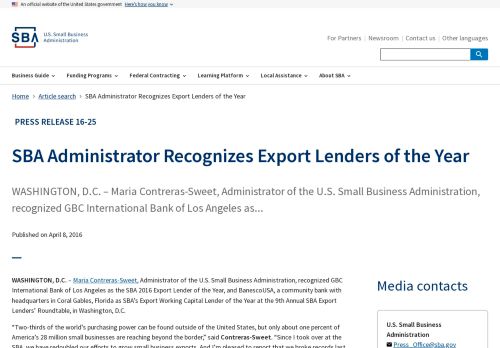 An official website of the United States government Here's how you know
SBA U.S. Small Business
Administration
For Partners Newsroom Contact us Other languages
Business Guide Funding Programs Federal Contracting Learning Platform Local Assistance About SBA
Home Article search SBA Administrator Recognizes Export Lenders of the Year
PRESS RELEASE 16-25
SBA Administrator Recognizes Export Lenders of the Year
WASHINGTON, D.C. – Maria Contreras-Sweet, Administrator of the U.S. Small Business Administration,
recognized GBC International Bank of Los Angeles as...
Published on April 8, 2016
WASHINGTON, D.C. – Maria Contreras-Sweet, Administrator of the U.S. Small Business Administration, recognized GBC
International Bank of Los Angeles as the SBA 2016 Export Lender of the Year, and BanescoUSA, a community bank with
headquarters in Coral Gables, Florida as SBA's Export Working Capital Lender of the Year at the 9th Annual SBA Export
Lenders' Roundtable, in Washington, D.C.
"Two-thirds of the world's purchasing power can be found outside of the United States, but only about one percent of
America's 28 million small businesses are reaching beyond the border," said Contreras-Sweet. "Since I took over at the
SBA, we have redoubled our efforts to grow small business exports. And I'm pleased to report that we broke records last
Media contacts
U.S. Small Business
Administration
Press_Office@sba.gov